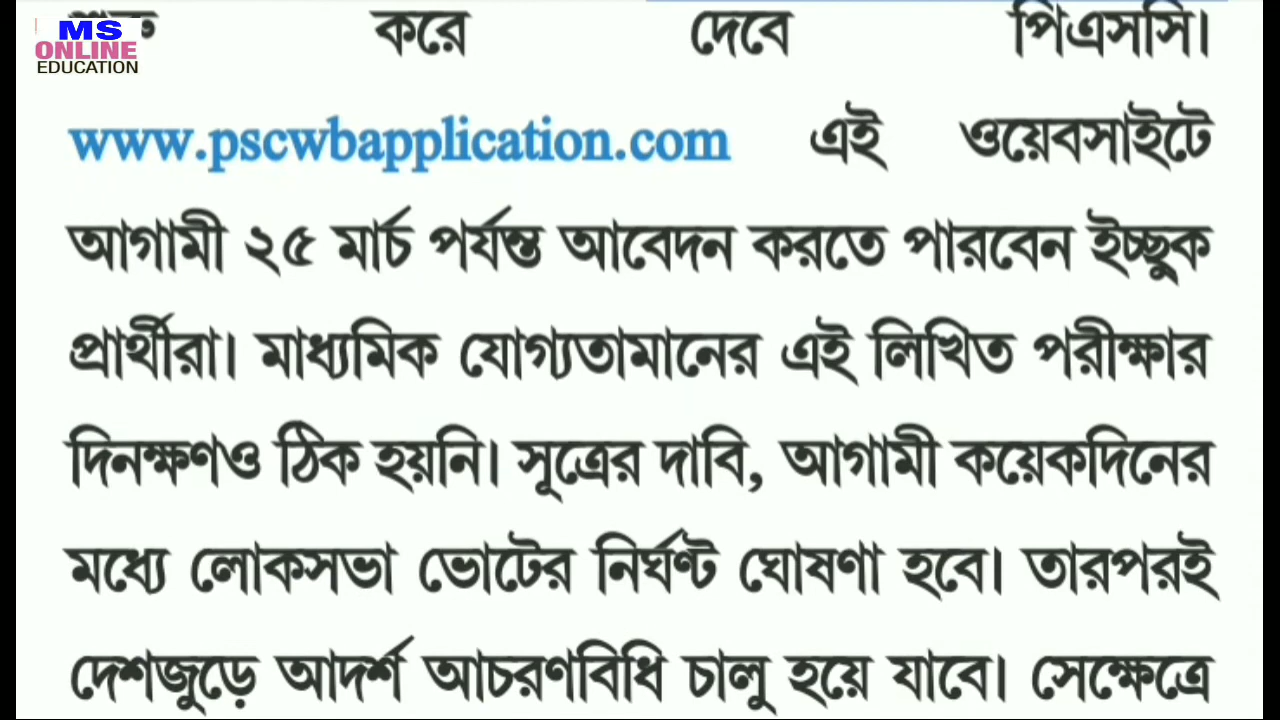 MS
ONLINE
EDUCATION
করে দেবে পিএসসি।
www.pscwbapplication.com এই ওয়েবসাইটে
আগামী ২৫ মার্চ পর্যন্ত আবেদন করতে পারবেন ইচ্ছুক
প্রার্থীরা। মাধ্যমিক যোগ্যতামানের এই লিখিত পরীক্ষার
দিনক্ষণও ঠিক হয়নি। সূত্রের দাবি, আগামী কয়েকদিনের
মধ্যে লোকসভা ভোটের নির্ঘণ্ট ঘোষণা হবে। তারপরই
দেশজুড়ে আদর্শ আচরণবিধি চালু হয়ে যাবে। সেক্ষেত্রে